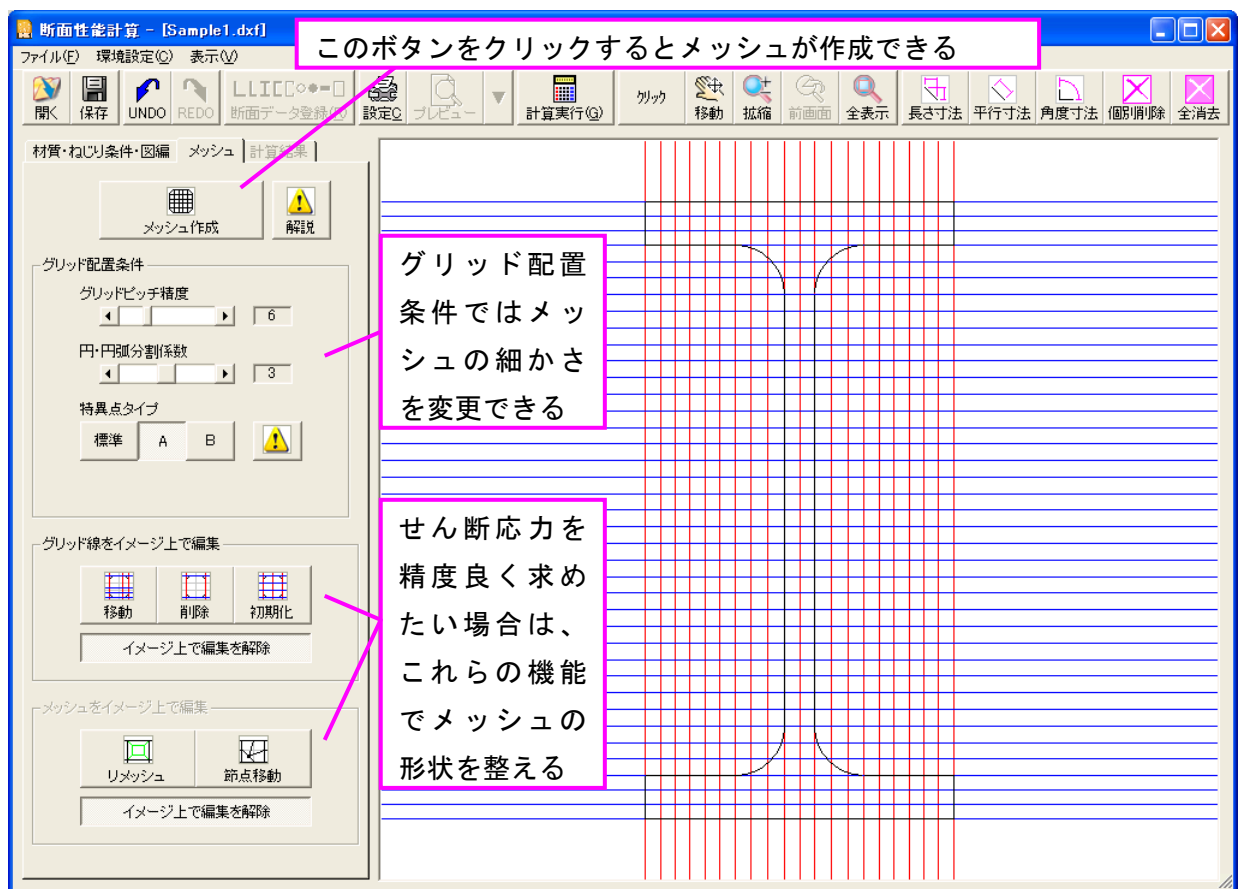 断面性能計算 - [Sample1.dxf]
このボタンをクリックするとメッシュが作成できる
ファイル(F) 環境設定(C) 表示(V)
開く 保存 UNDO REDO 断面データ登録 設定C プレビュー 計算実行(G) クリック 移動 拡縮 前画面 全表示 長さ寸法 平行寸法 角度寸法 個別削除 全消去
材質・ねじり条件・図編 メッシュ 計算結果
メッシュ作成 解説
グリッド配置条件
グリッドピッチ精度
6
円・円弧分割係数
3
特異点タイプ
標準 A B
グリッド配置
条件ではメッ
シュの細かさ
を変更できる
グリッド線をイメージ上で編集
移動 削除 初期化
イメージ上で編集を解除
メッシュをイメージ上で編集
リメッシュ 節点移動
イメージ上で編集を解除
せん断応力を
精度良く求め
たい場合は、
これらの機能
でメッシュの
形状を整える